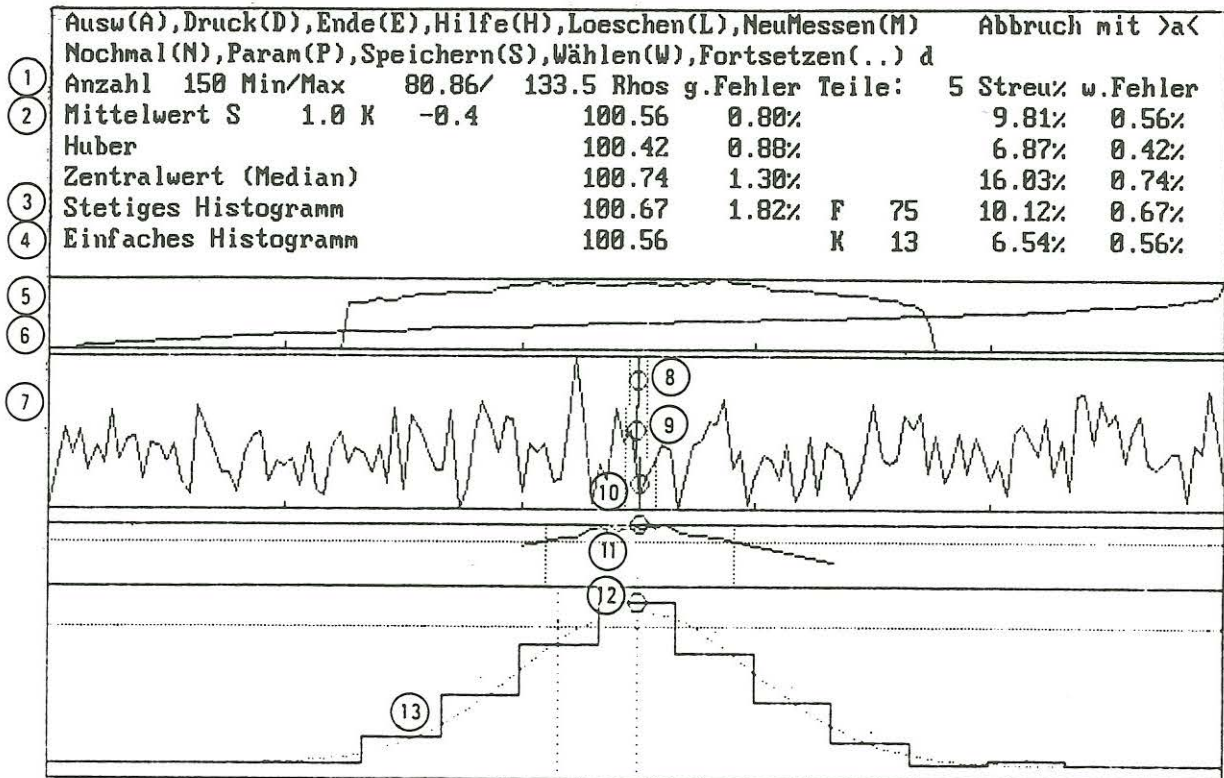 Ausw(A),Druck(D),Ende(E),Hilfe(H),Loeschen(L),NeuMessen(M) Abbruch mit >a<
Nochmal(N),Param(P),Speichern(S),Wählen(W),Fortsetzen(..) d
1 Anzahl 150 Min/Max 80.86/ 133.5 Rhos g.Fehler Teile: 5 Streu% w.Fehler
2 Mittelwert S 1.0 K -0.4 100.56 0.80% 9.81% 0.56%
Huber 100.42 0.88% 6.87% 0.42%
Zentralwert (Median) 100.74 1.30% 16.03% 0.74%
3 Stetiges Histogramm 100.67 1.82% F 75 10.12% 0.67%
4 Einfaches Histogramm 100.56 K 13 6.54% 0.56%
5
6
7
8
9
10
11
12
13